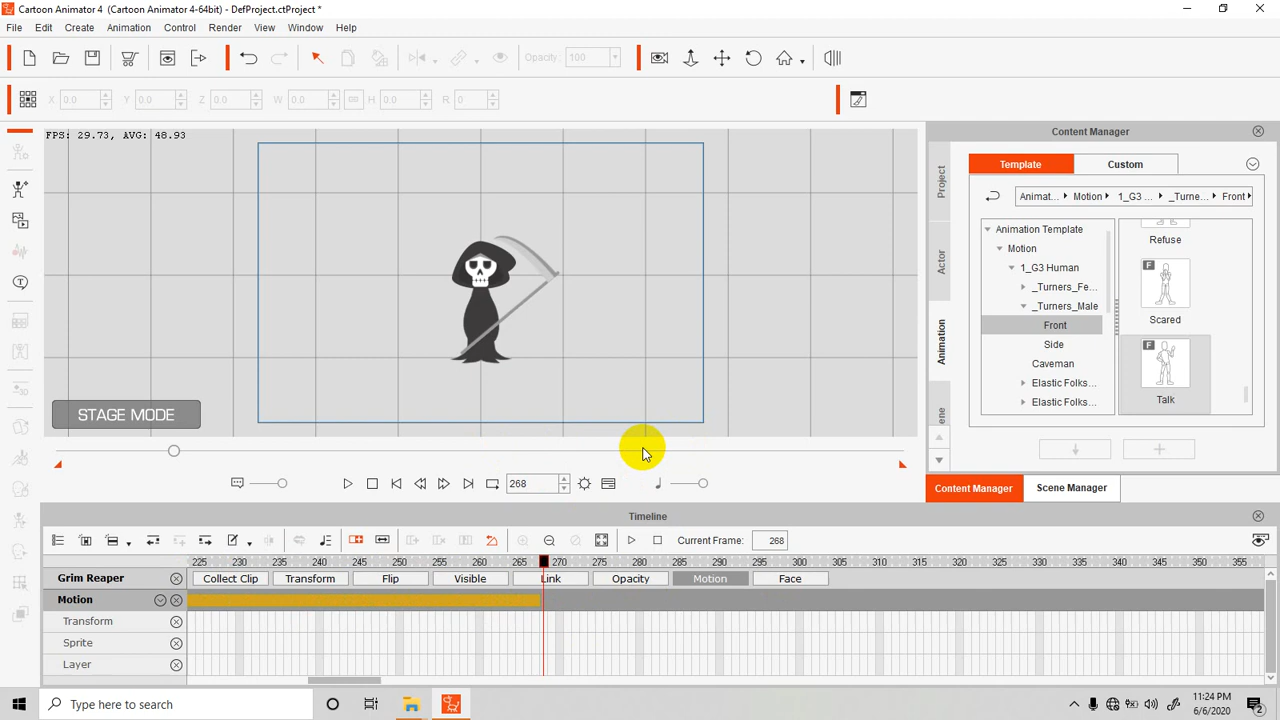 Cartoon Animator 4 (Cartoon Animator 4-64bit) - DefProject.ctProject *
File Edit Create Animation Control Render View Window Help
Opacity: 100
X 0.0 Y 0.0 Z 0.0 W 0.0 H 0.0 R 0
FPS: 29.73, AVG: 48.93
Content Manager
Template Custom
Animat... Motion 1_G3 ... _Turne... Front
Project
Actor
Animation
Scene
Animation Template
Motion
1_G3 Human
_Turners_Fe...
_Turners_Male
Front
Side
Caveman
Elastic Folks...
Elastic Folks...
Refuse
F
Scared
F
Talk
STAGE MODE
268
Content Manager Scene Manager
Timeline
Current Frame: 268
225 230 235 240 245 250 255 260 265 270 275 280 285 290 295 300 305 310 315 320 325 330 335 340 345 350 355
Grim Reaper Collect Clip Transform Flip Visible Link Opacity Motion Face
Motion
Transform
Sprite
Layer
Type here to search
11:24 PM
6/6/2020
2